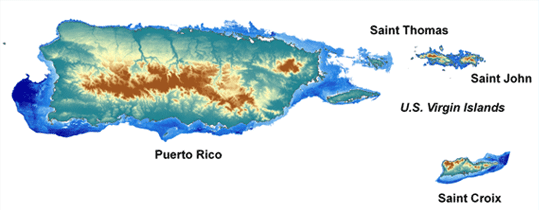 Saint Thomas
Saint John
U.S. Virgin Islands
Puerto Rico
Saint Croix